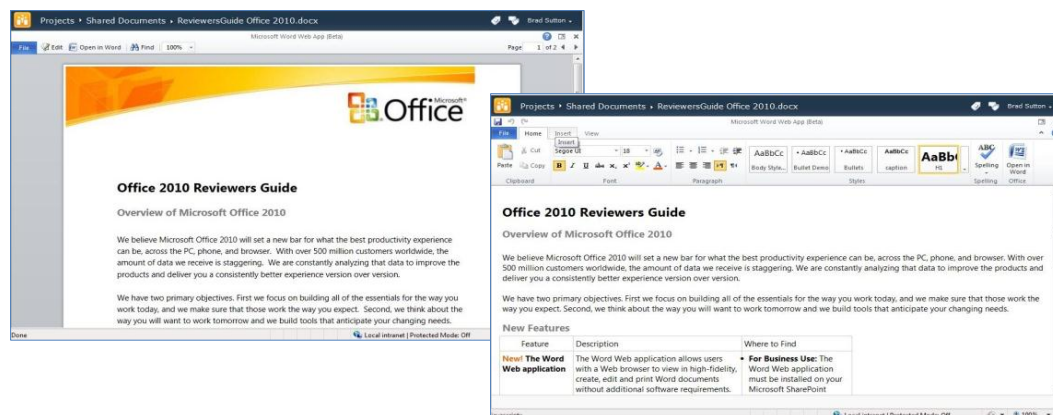 Projects ▸ Shared Documents ▸ ReviewersGuide Office 2010.docx
Brad Sutton
Microsoft Word Web App (Beta)
File Edit Open in Word Find 100%
Page 1 of 2
Microsoft®
Office
Office 2010 Reviewers Guide
Overview of Microsoft Office 2010
We believe Microsoft Office 2010 will set a new bar for what the best productivity experience
can be, across the PC, phone, and browser. With over 500 million customers worldwide, the
amount of data we receive is staggering. We are constantly analyzing that data to improve the
products and deliver you a consistently better experience version over version.
We have two primary objectives. First we focus on building all of the essentials for the way you
work today, and we make sure that those work the way you expect. Second, we think about the
way you will want to work tomorrow and we build tools that anticipate your changing needs.
Done
Local intranet | Protected Mode: Off
Projects ▸ Shared Documents ▸ ReviewersGuide Office 2010.docx
Brad Sutton
Microsoft Word Web App (Beta)
File Home Insert View
Insert
Paste
Cut
Copy
Segoe UI 18
B I U abc x, x' A
AaBbCc
Body Style...
AaBbCc
Bullet Demo
AaBbCc
Bullets
AaBbCc
caption
AaBb
H1
ABC
Spelling
Open in
Word
Clipboard Font Paragraph Styles Spelling Office
Office 2010 Reviewers Guide
Overview of Microsoft Office 2010
We believe Microsoft Office 2010 will set a new bar for what the best productivity experience can be, across the PC, phone, and browser. With over
500 million customers worldwide, the amount of data we receive is staggering. We are constantly analyzing that data to improve the products and
deliver you a consistently better experience version over version.
We have two primary objectives. First we focus on building all of the essentials for the way you work today, and we make sure that those work the
way you expect. Second, we think about the way you will want to work tomorrow and we build tools that anticipate your changing needs.
New Features
Feature Description Where to Find
New! The Word
Web application
The Word Web application allows users
with a Web browser to view in high-fidelity,
create, edit and print Word documents
without additional software requirements.
• For Business Use: The
Word Web application
must be installed on your
Microsoft SharePoint
100%